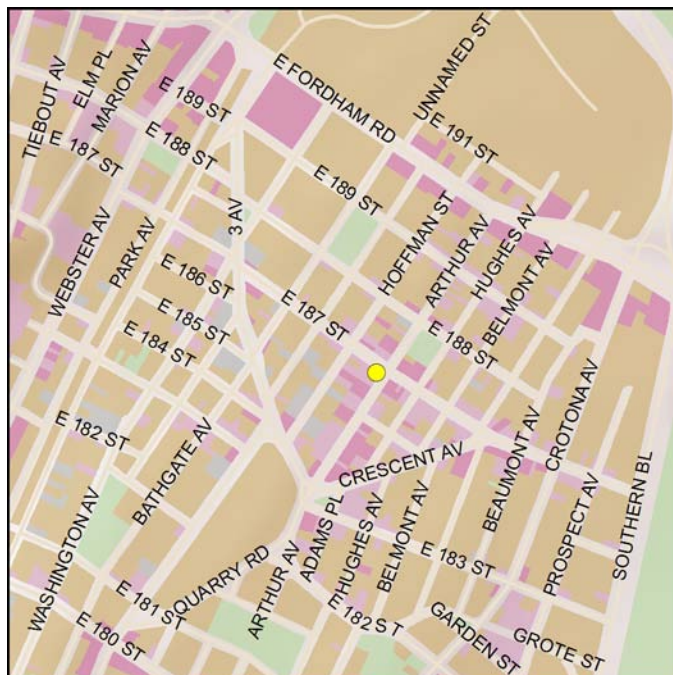 UNNAMED ST
E FORDHAM RD
TIEBOUT AV
ELM PL
MARION AV
E 189 ST
E 191 ST
E 187 ST
E 188 ST
E 189 ST
3 AV
HOFFMAN ST
ARTHUR AV
HUGHES AV
BELMONT AV
WEBSTER AV
PARK AV
E 186 ST
E 185 ST
E 184 ST
E 187 ST
E 188 ST
E 182 ST
BATHGATE AV
CRESCENT AV
BEAUMONT AV
CROTONA AV
PROSPECT AV
SOUTHERN BL
WASHINGTON AV
QUARRY RD
ARTHUR AV
ADAMS PL
HUGHES AV
BELMONT AV
E 183 ST
E 181 ST
E 180 ST
E 182 ST
GARDEN ST
GROTE ST